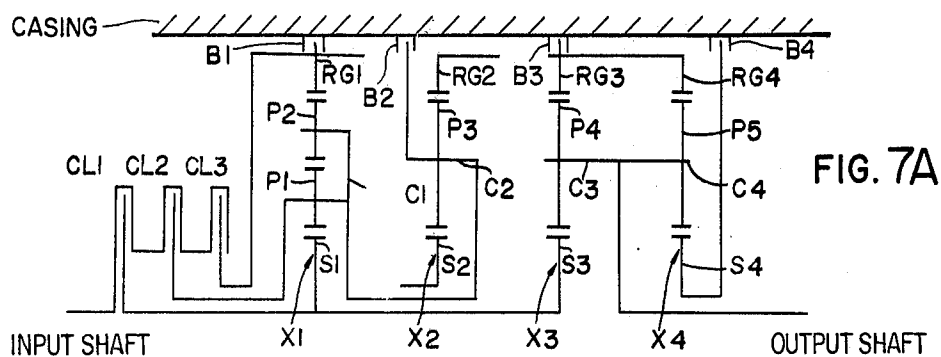 CASING
B1 B2 B3 B4
RG1 RG2 RG3 RG4
P2 P3 P4 P5
CL1 CL2 CL3 P1 C1 C2 C3 C4 FIG. 7A
S1 S2 S3 S4
X1 X2 X3 X4
INPUT SHAFT OUTPUT SHAFT